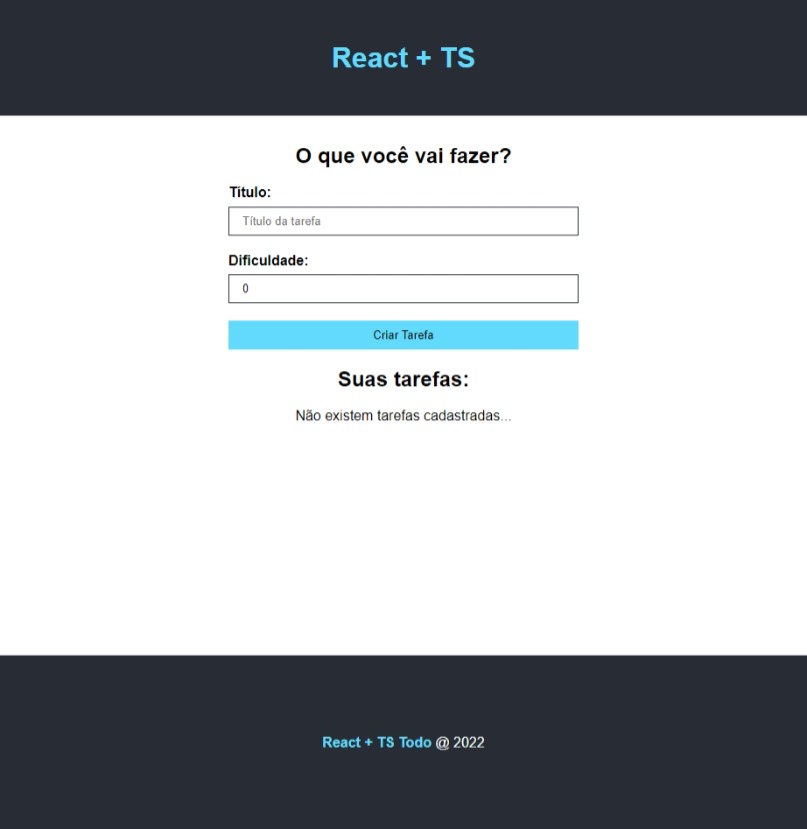 React + TS
O que você vai fazer?
Titulo:
Título da tarefa
Dificuldade:
0
Criar Tarefa
Suas tarefas:
Não existem tarefas cadastradas...
React + TS Todo @ 2022